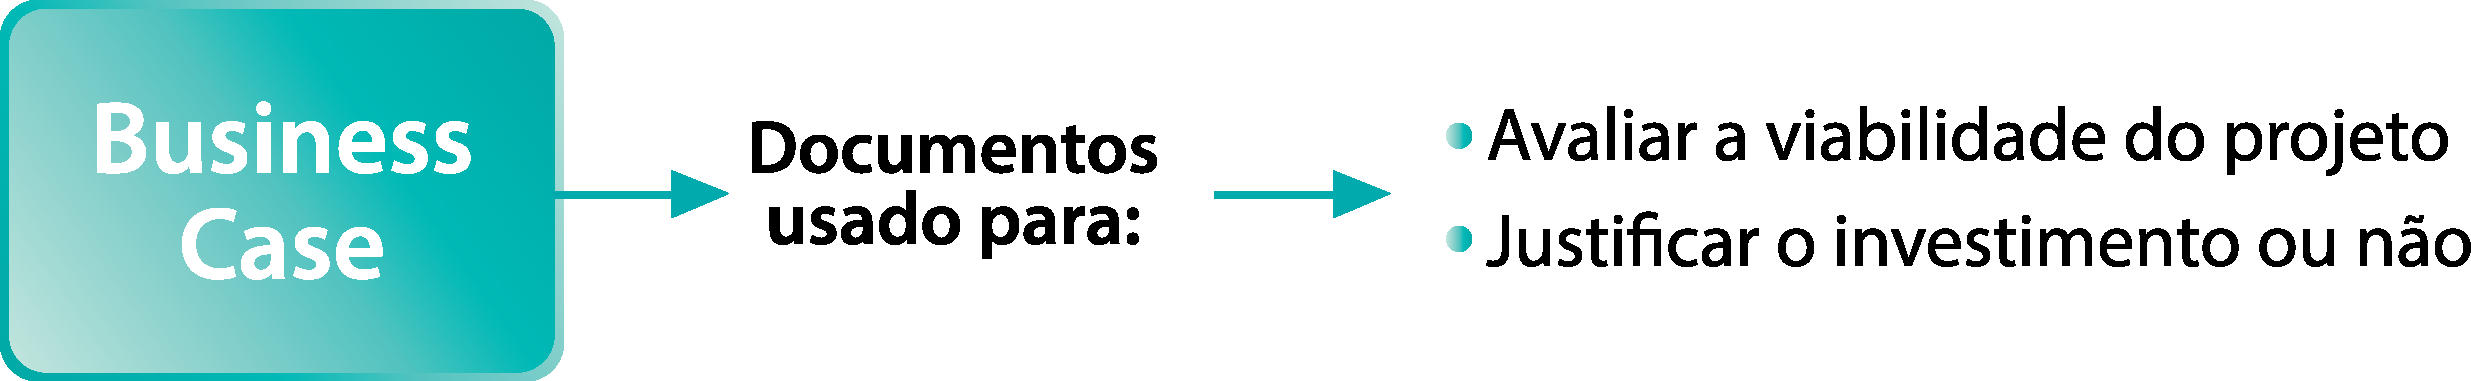 Business
Case
Documentos
usado para:
• Avaliar a viabilidade do projeto
• Justificar o investimento ou não